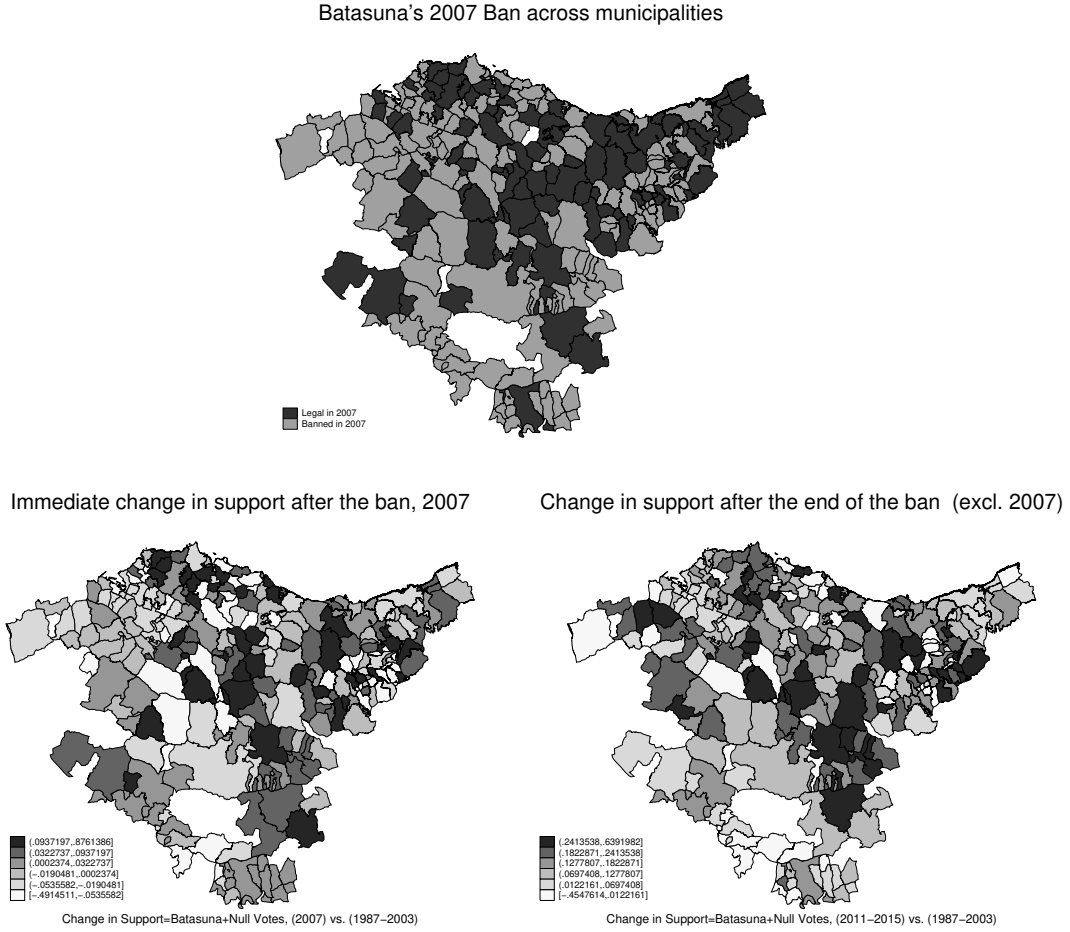 Batasuna's 2007 Ban across municipalities
Legal in 2007
Banned in 2007
Immediate change in support after the ban, 2007
(.0937197,.8761386]
(.0322737,.0937197]
(.0002374,.0322737]
(−.0190481,.0002374]
(−.0535582,−.0190481]
[−.4914511,−.0535582]
Change in Support=Batasuna+Null Votes, (2007) vs. (1987−2003)
Change in support after the end of the ban (excl. 2007)
(.2413538,.6391982]
(.1822871,.2413538]
(.1277807,.1822871]
(.0697408,.1277807]
(.0122161,.0697408]
[−.4547614,.0122161]
Change in Support=Batasuna+Null Votes, (2011−2015) vs. (1987−2003)